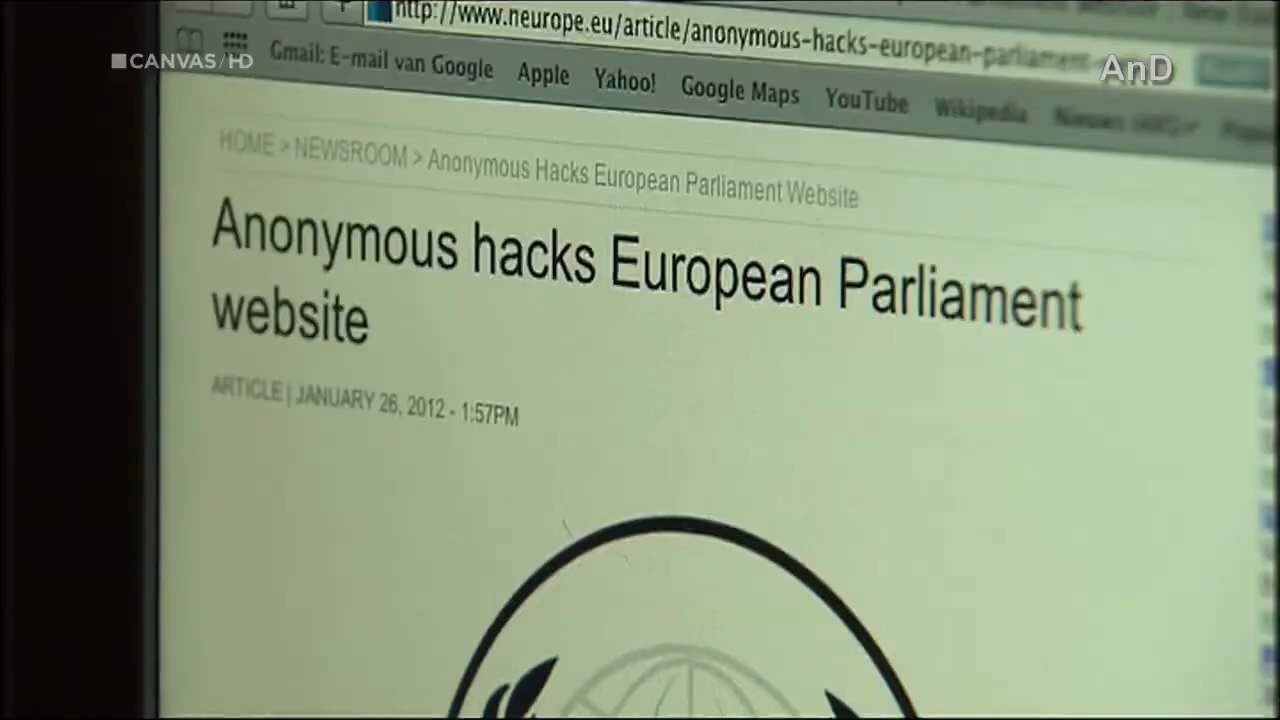 http://www.neurope.eu/article/anonymous-hacks-european-parliament-
CANVAS/HD
AnD
Gmail: E-mail van Google Apple Yahoo! Google Maps YouTube Wikipedia Nieuws
HOME > NEWSROOM > Anonymous Hacks European Parliament Website
Anonymous hacks European Parliament
website
ARTICLE | JANUARY 26, 2012 - 1:57PM